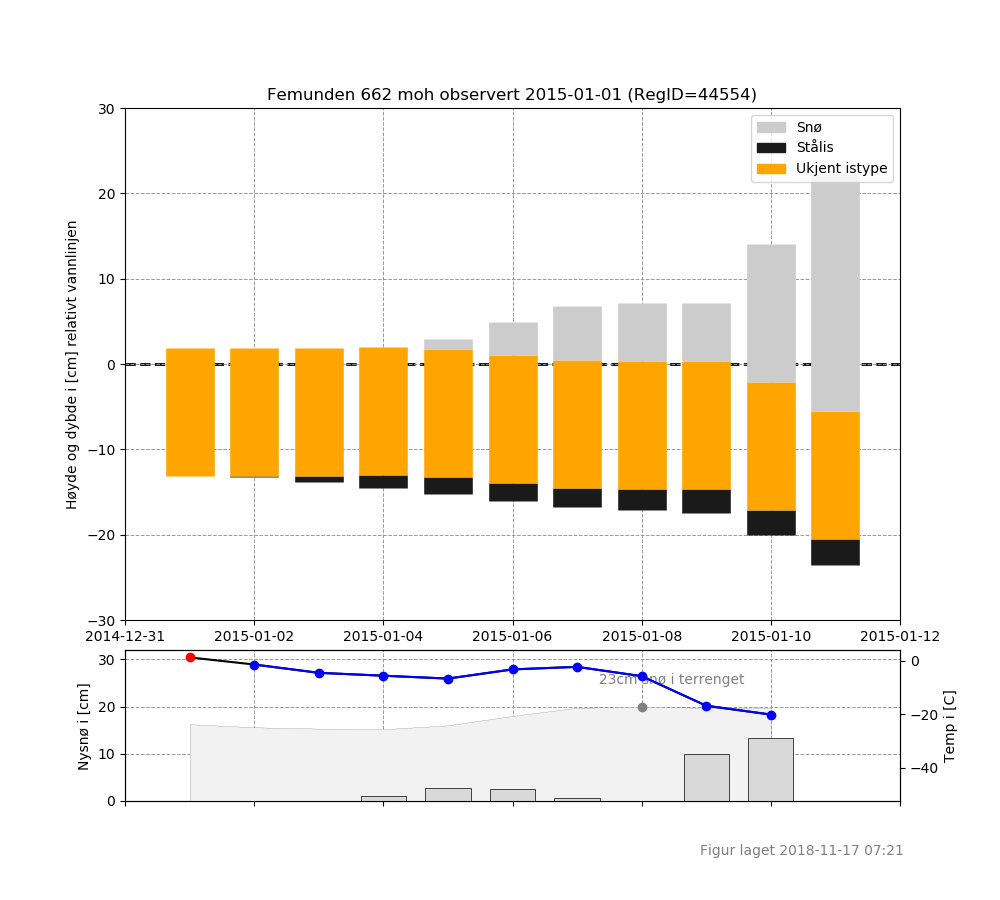 Femunden 662 moh observert 2015-01-01 (RegID=44554)
Høyde og dybde i [cm] relativt vannlinjen
30
20
10
0
−10
−20
−30
Snø
Stålis
Ukjent istype
2014-12-31
2015-01-02
2015-01-04
2015-01-06
2015-01-08
2015-01-10
2015-01-12
Nysnø i [cm]
30
20
10
0
23cm snø i terrenget
0
−20
−40
Temp i [C]
Figur laget 2018-11-17 07:21